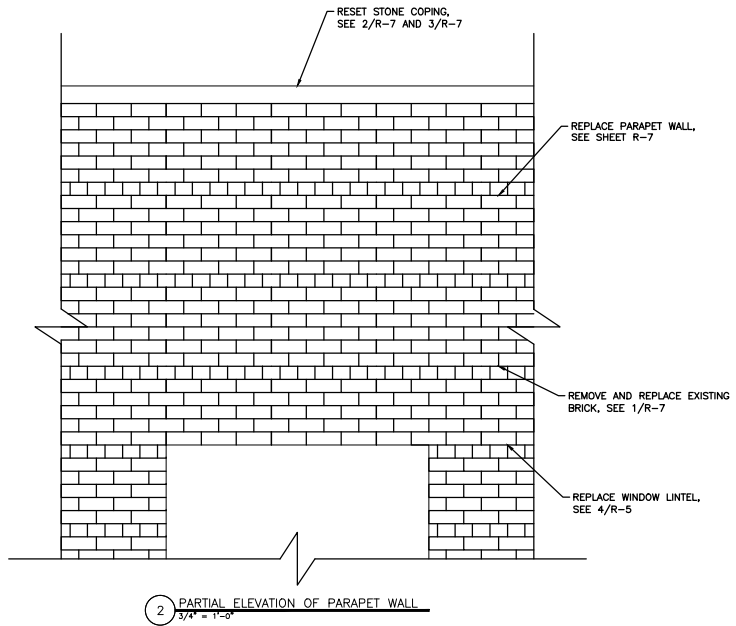 RESET STONE COPING,
SEE 2/R-7 AND 3/R-7
REPLACE PARAPET WALL,
SEE SHEET R-7
REMOVE AND REPLACE EXISTING
BRICK, SEE 1/R-7
REPLACE WINDOW LINTEL,
SEE 4/R-5
2 PARTIAL ELEVATION OF PARAPET WALL
3/4" = 1'-0"